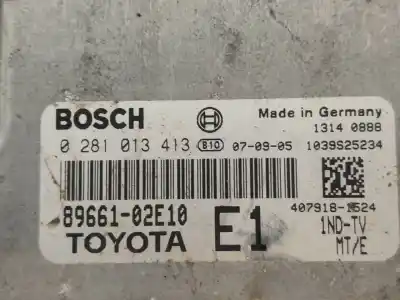 BOSCH
Made in Germany
1314 0888
0 281 013 413 B10 07-09-05 1039S25234
89661-02E10
407918-1524
TOYOTA E1 1ND-TV
MT/E